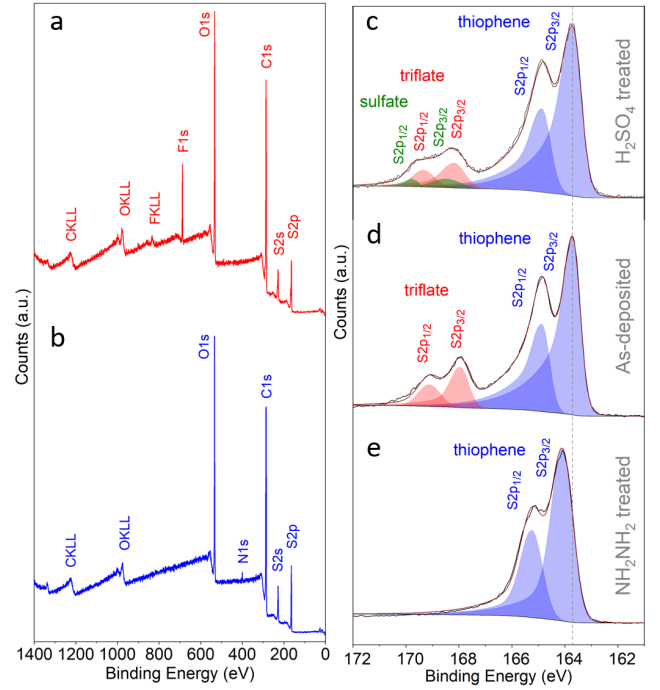 a
O1s
C1s
F1s
CKLL
OKLL
FKLL
S2s
S2p
Counts (a.u.)
b
O1s
C1s
CKLL
OKLL
N1s
S2s
S2p
1400 1200 1000 800 600 400 200 0
Binding Energy (eV)
c
thiophene
S2p3/2
S2p1/2
triflate
sulfate
S2p1/2
S2p1/2
S2p3/2
S2p3/2
H2SO4 treated
d
thiophene
S2p3/2
S2p1/2
triflate
S2p1/2
S2p3/2
As-deposited
Counts (a.u.)
e
thiophene
S2p3/2
S2p1/2
NH2NH2 treated
172 170 168 166 164 162
Binding Energy (eV)